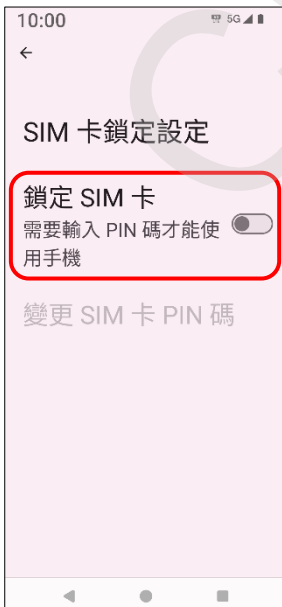 10:00 5G
SIM 卡鎖定設定
鎖定 SIM 卡
需要輸入 PIN 碼才能使
用手機
變更 SIM 卡 PIN 碼